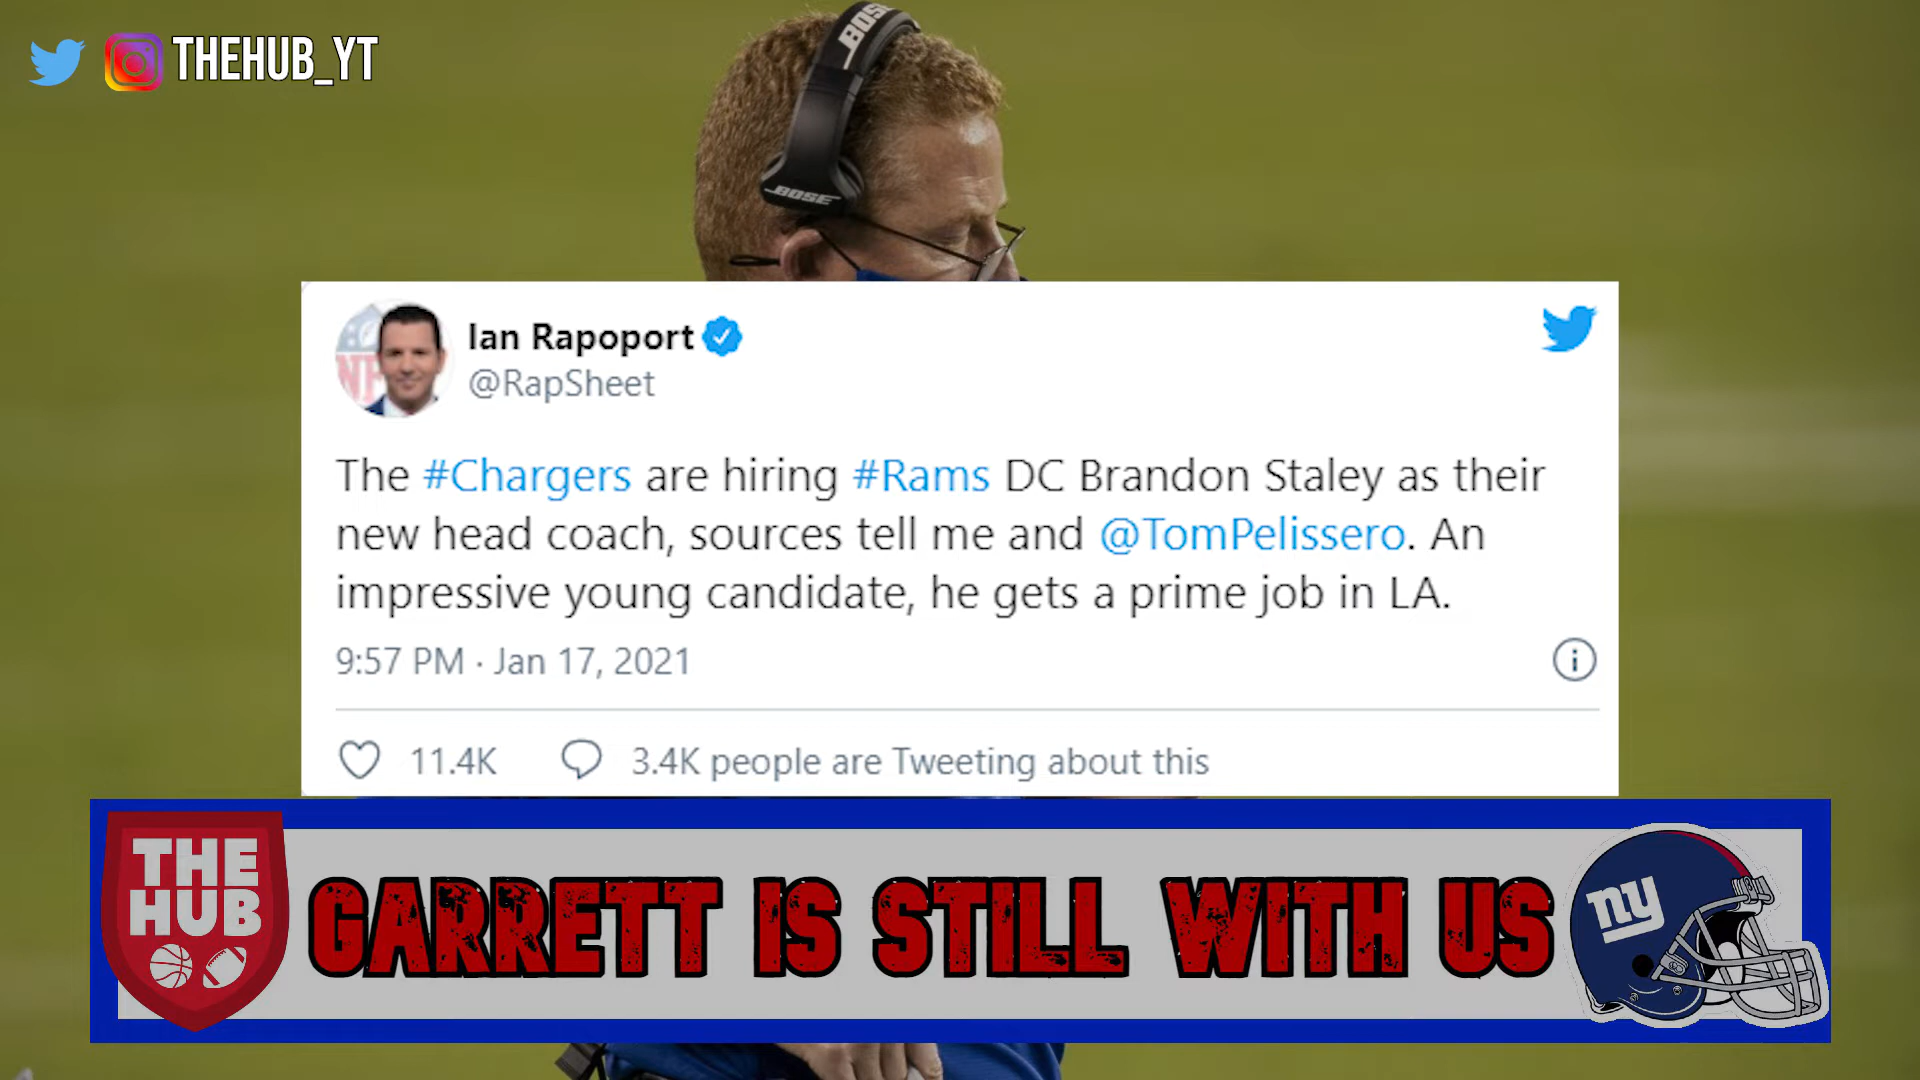 THEHUB_YT
BOSE
BOSE
Ian Rapoport
@RapSheet
The #Chargers are hiring #Rams DC Brandon Staley as their
new head coach, sources tell me and @TomPelissero. An
impressive young candidate, he gets a prime job in LA.
9:57 PM · Jan 17, 2021
11.4K 3.4K people are Tweeting about this
THE
HUB
GARRETT IS STILL WITH US
ny